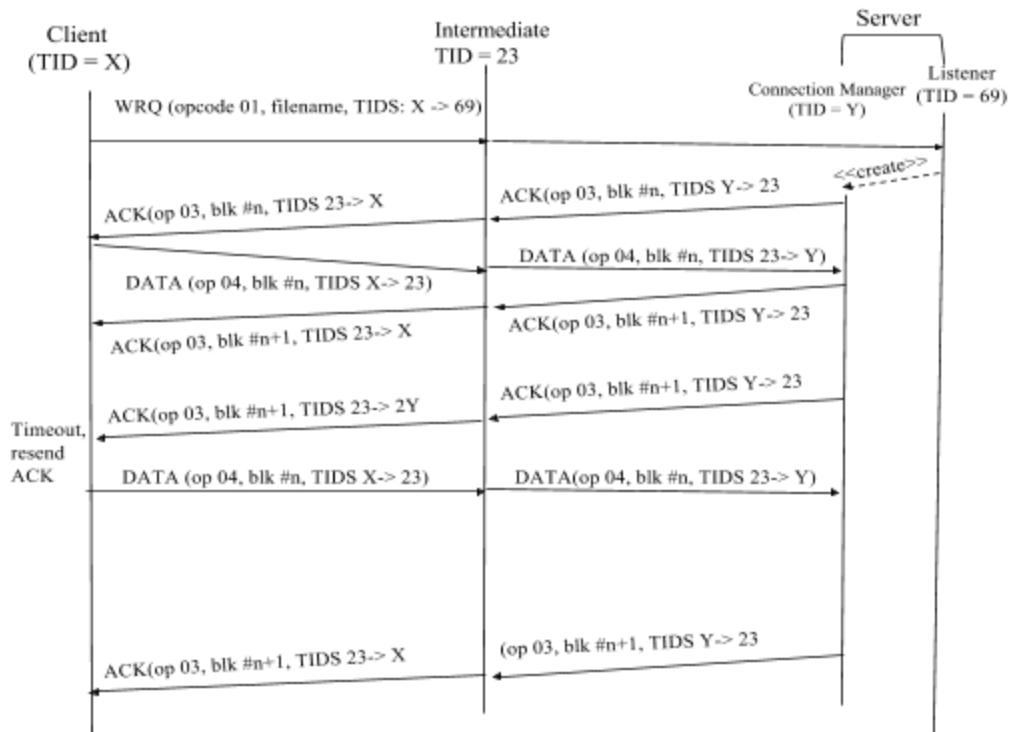 Server
Client
(TID = X)
Intermediate
TID = 23
Listener
(TID = 69)
Connection Manager
(TID = Y)
WRQ (opcode 01, filename, TIDS: X -> 69)
<<create>>
ACK(op 03, blk #n, TIDS Y-> 23
ACK(op 03, blk #n, TIDS 23-> X
DATA (op 04, blk #n, TIDS 23-> Y)
DATA (op 04, blk #n, TIDS X-> 23)
ACK(op 03, blk #n+1, TIDS Y-> 23
ACK(op 03, blk #n+1, TIDS 23-> X
ACK(op 03, blk #n+1, TIDS Y-> 23
ACK(op 03, blk #n+1, TIDS 23-> 2Y
Timeout,
resend
ACK
DATA (op 04, blk #n, TIDS X-> 23)
DATA(op 04, blk #n, TIDS 23-> Y)
(op 03, blk #n+1, TIDS Y-> 23
ACK(op 03, blk #n+1, TIDS 23-> X